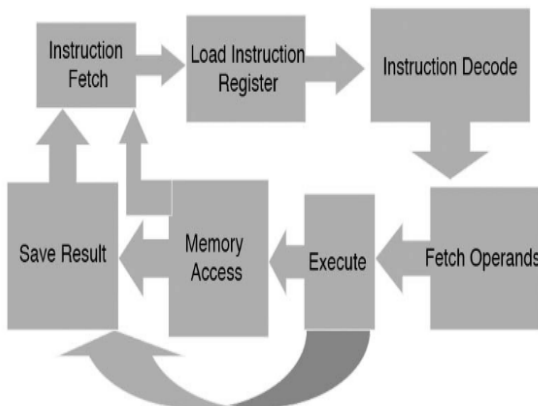 Instruction
Fetch
Load Instruction
Register
Instruction Decode
Save Result
Memory
Access
Execute
Fetch Operands